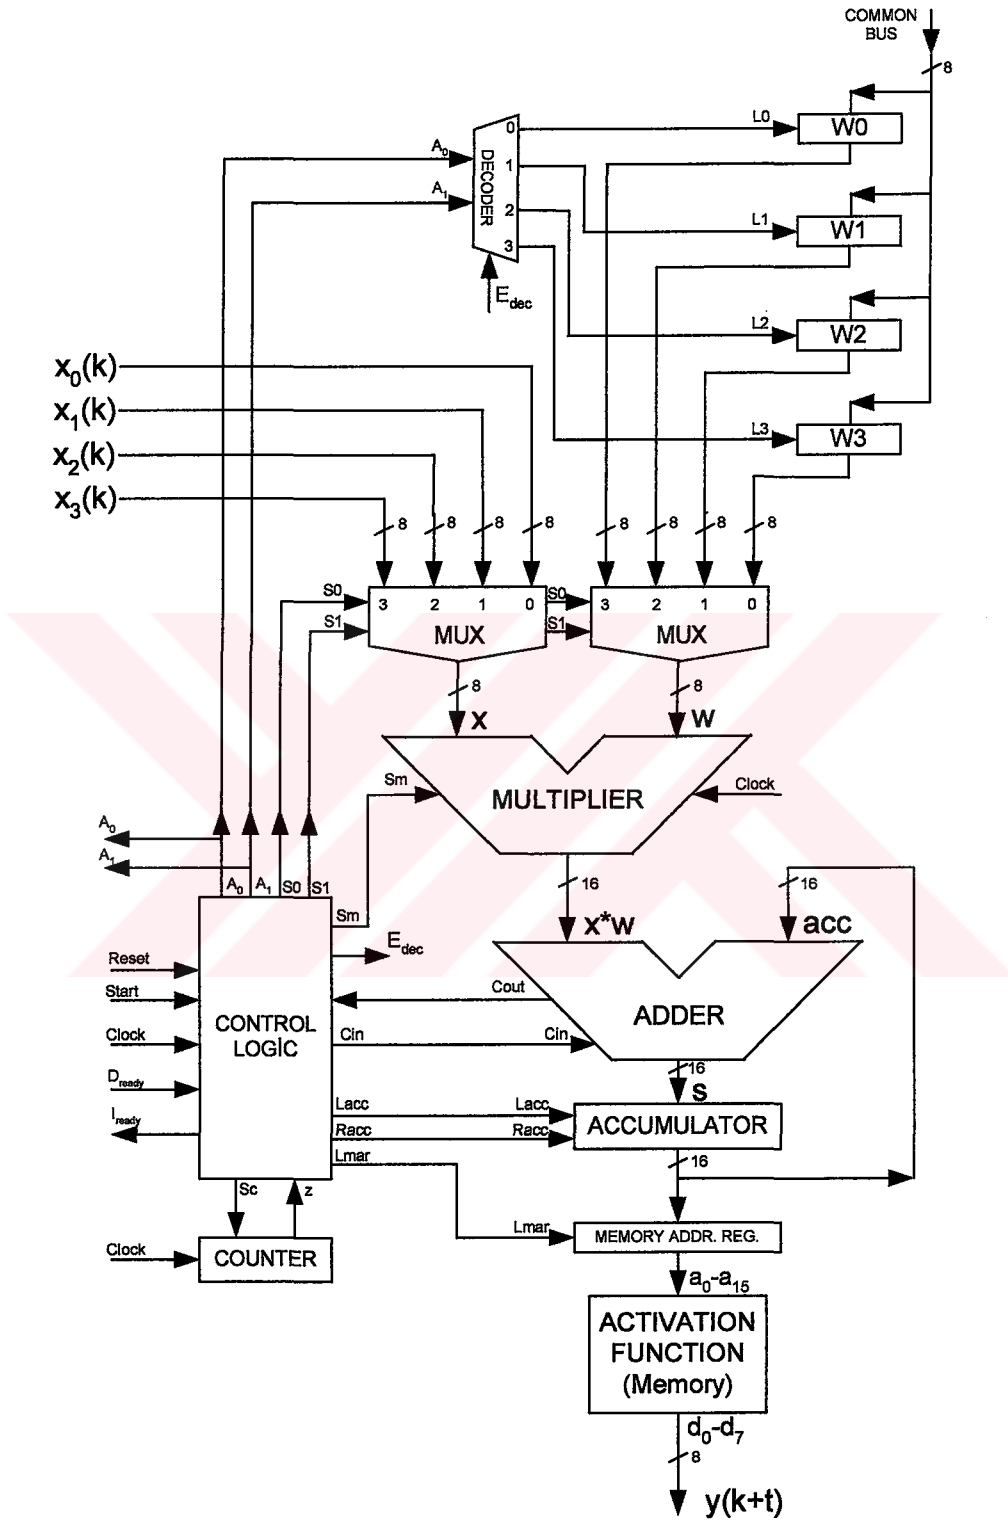 COMMON
BUS
8
L0
W0
A0
A1
DECODER
0
1
2
3
Edec
L1
W1
L2
W2
L3
W3
x0(k)
x1(k)
x2(k)
x3(k)
8
8
8
8
8
8
8
8
S0
S1
3
2
1
0
MUX
S0
S1
3
2
1
0
MUX
8
8
x
w
Sm
MULTIPLIER
Clock
16
16
x*w
acc
A0
A1
A0
A1
S0
S1
Sm
Edec
Reset
Start
Clock
Dready
Iready
CONTROL
LOGİC
Cout
Cin
Cin
ADDER
16
s
Lacc
Lacc
Racc
Racc
ACCUMULATOR
Lmar
16
Sc
z
Clock
COUNTER
Lmar
MEMORY ADDR. REG.
a0-a15
ACTIVATION
FUNCTION
(Memory)
d0-d7
8
y(k+t)